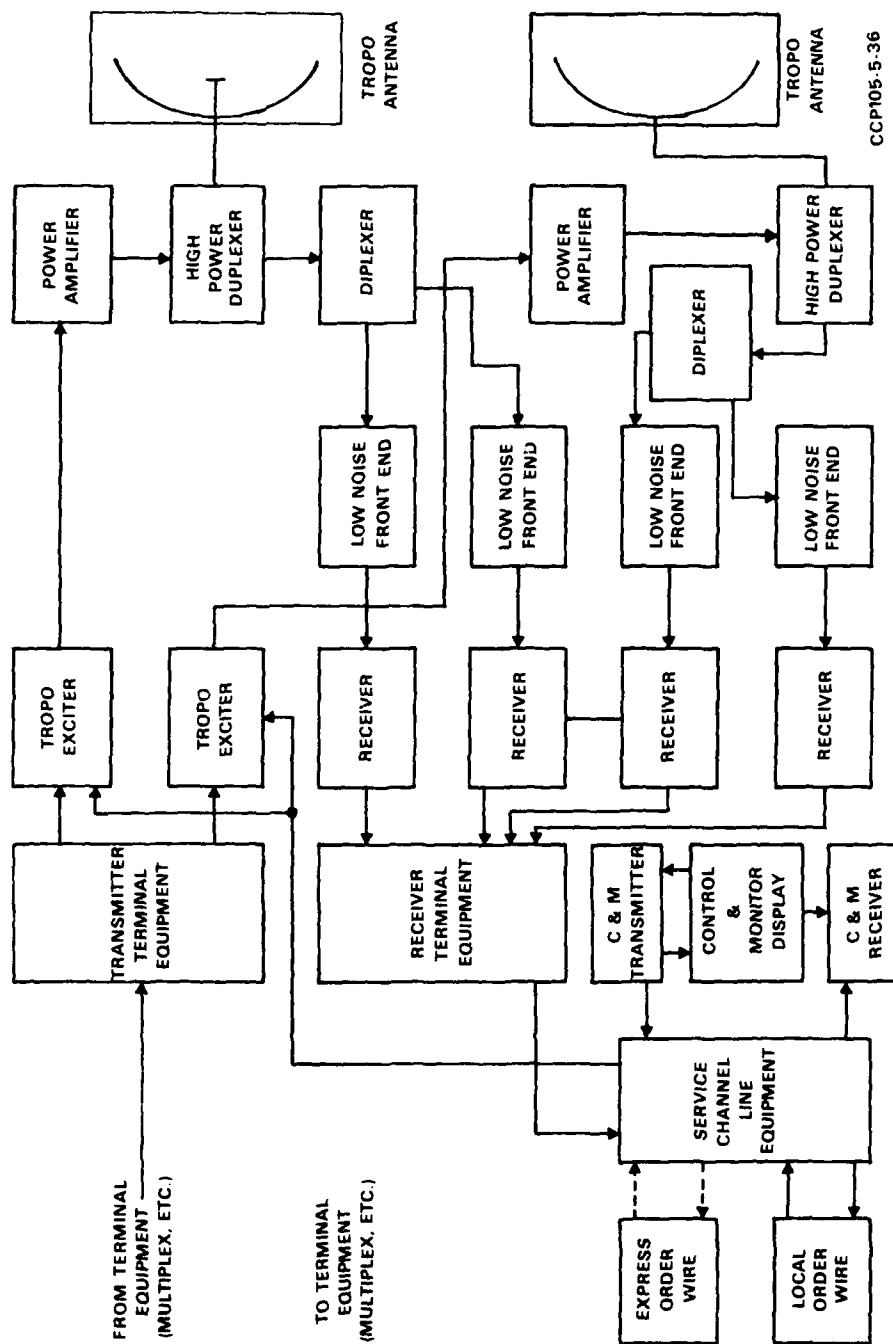 FROM TERMINAL
EQUIPMENT
(MULTIPLEX, ETC.)
TO TERMINAL
EQUIPMENT
(MULTIPLEX, ETC.)
TRANSMITTER
TERMINAL
EQUIPMENT
TROPO
EXCITER
POWER
AMPLIFIER
TROPO
EXCITER
HIGH
POWER
DUPLEXER
TROPO
ANTENNA
RECEIVER
TERMINAL
EQUIPMENT
RECEIVER
LOW NOISE
FRONT END
DIPLEXER
RECEIVER
LOW NOISE
FRONT END
POWER
AMPLIFIER
RECEIVER
LOW NOISE
FRONT END
DIPLEXER
HIGH POWER
DUPLEXER
TROPO
ANTENNA
RECEIVER
LOW NOISE
FRONT END
EXPRESS
ORDER
WIRE
LOCAL
ORDER
WIRE
SERVICE
CHANNEL
LINE
EQUIPMENT
C & M
TRANSMITTER
CONTROL
&
MONITOR
DISPLAY
C & M
RECEIVER
CCP105-5-36